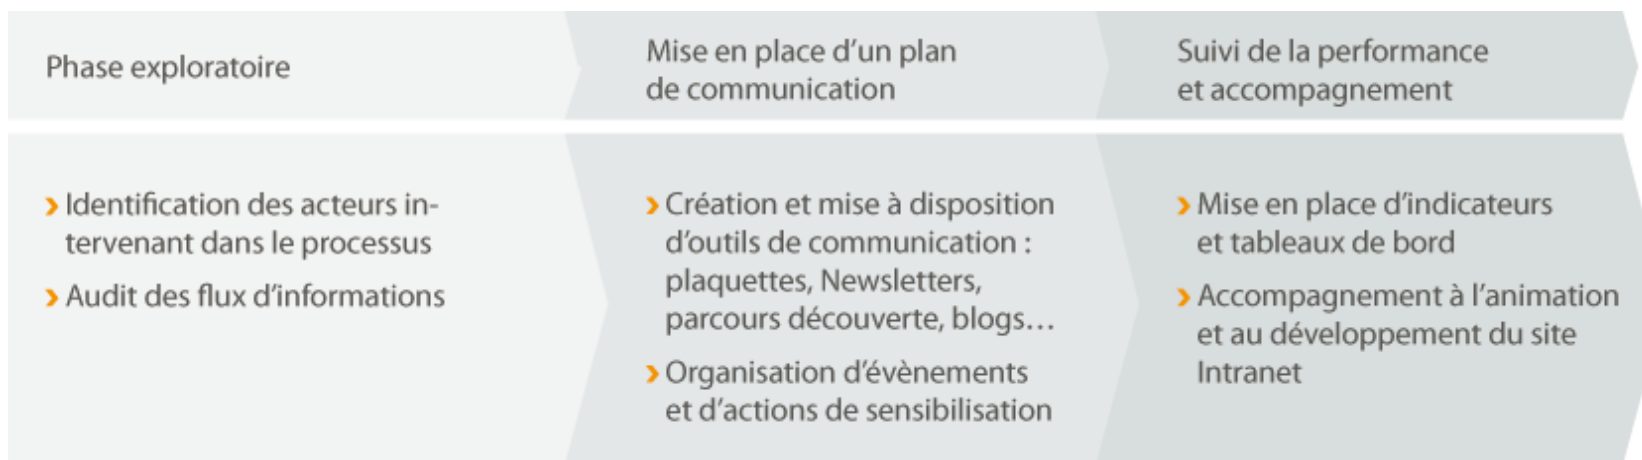 Phase exploratoire
Mise en place d’un plan
de communication
Suivi de la performance
et accompagnement
Identification des acteurs in-
tervenant dans le processus
Audit des flux d’informations
Création et mise à disposition
d’outils de communication :
plaquettes, Newsletters,
parcours découverte, blogs…
Organisation d’évènements
et d’actions de sensibilisation
Mise en place d’indicateurs
et tableaux de bord
Accompagnement à l’animation
et au développement du site
Intranet